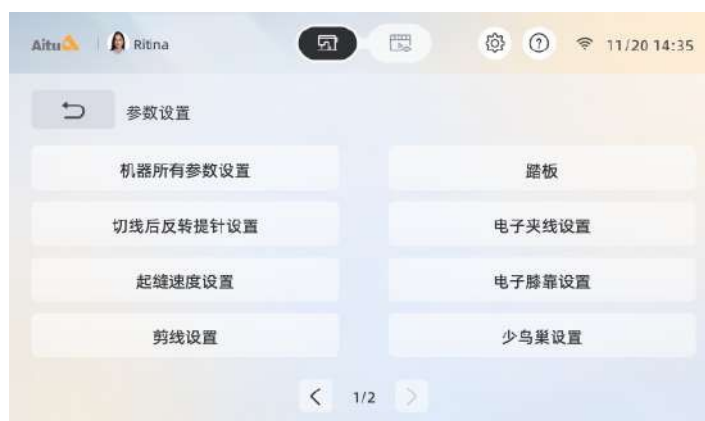 Aitu Ritina 11/20 14:35
参数设置
机器所有参数设置 踏板
切线后反转提针设置 电子夹线设置
起缝速度设置 电子膝靠设置
剪线设置 少鸟巢设置
1/2